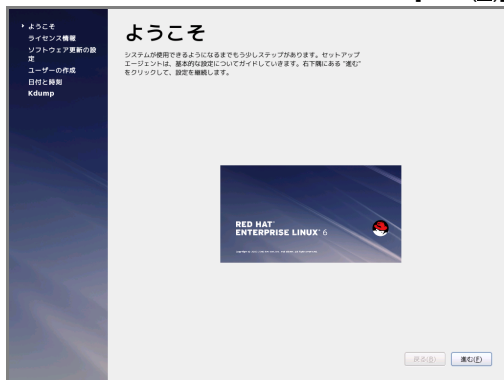 ようこそ
ライセンス情報
ソフトウェア更新の設
定
ユーザーの作成
日付と時刻
Kdump
ようこそ
システムが使用できるようになるまでもう少しステップがあります。セットアップ
エージェントは、基本的な設定についてガイドしていきます。右下隅にある "進む"
をクリックして、設定を継続します。
RED HAT
ENTERPRISE LINUX 6
戻る(B)
進む(F)